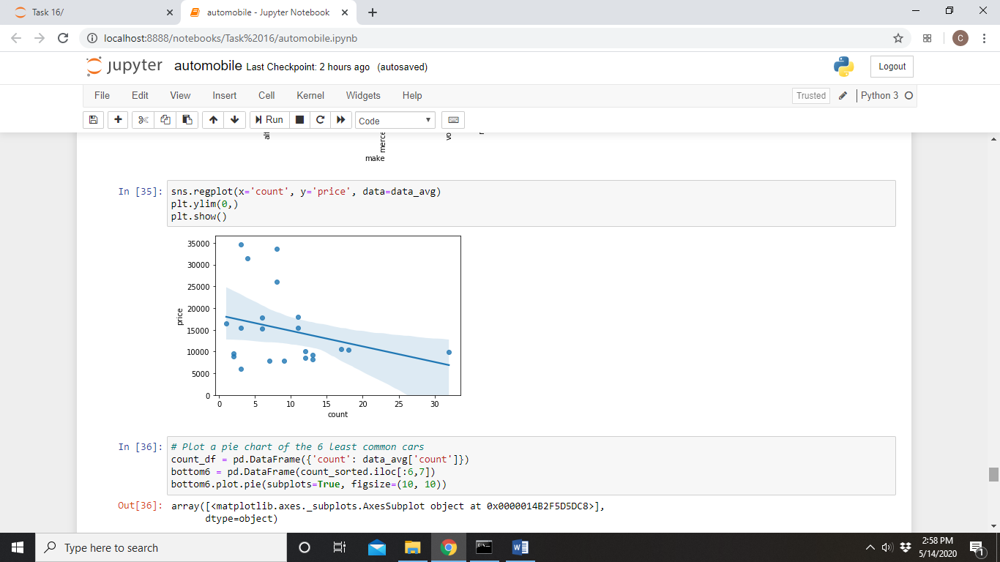 Task 16/
automobile - Jupyter Notebook
localhost:8888/notebooks/Task%2016/automobile.ipynb
C
jupyter automobile Last Checkpoint: 2 hours ago (autosaved)
Logout
File Edit View Insert Cell Kernel Widgets Help
Trusted Python 3
Run Code
make
In [35]: sns.regplot(x='count', y='price', data=data_avg)
plt.ylim(0,)
plt.show()
35000
30000
25000
20000
15000
10000
5000
0
price
0 5 10 15 20 25 30
count
In [36]: # Plot a pie chart of the 6 least common cars
count_df = pd.DataFrame({'count': data_avg['count']})
bottom6 = pd.DataFrame(count_sorted.iloc[:6,7])
bottom6.plot.pie(subplots=True, figsize=(10, 10))
Out[36]: array([<matplotlib.axes._subplots.AxesSubplot object at 0x0000014B2F5D5DC8>],
dtype=object)
Type here to search
2:58 PM
5/14/2020
1